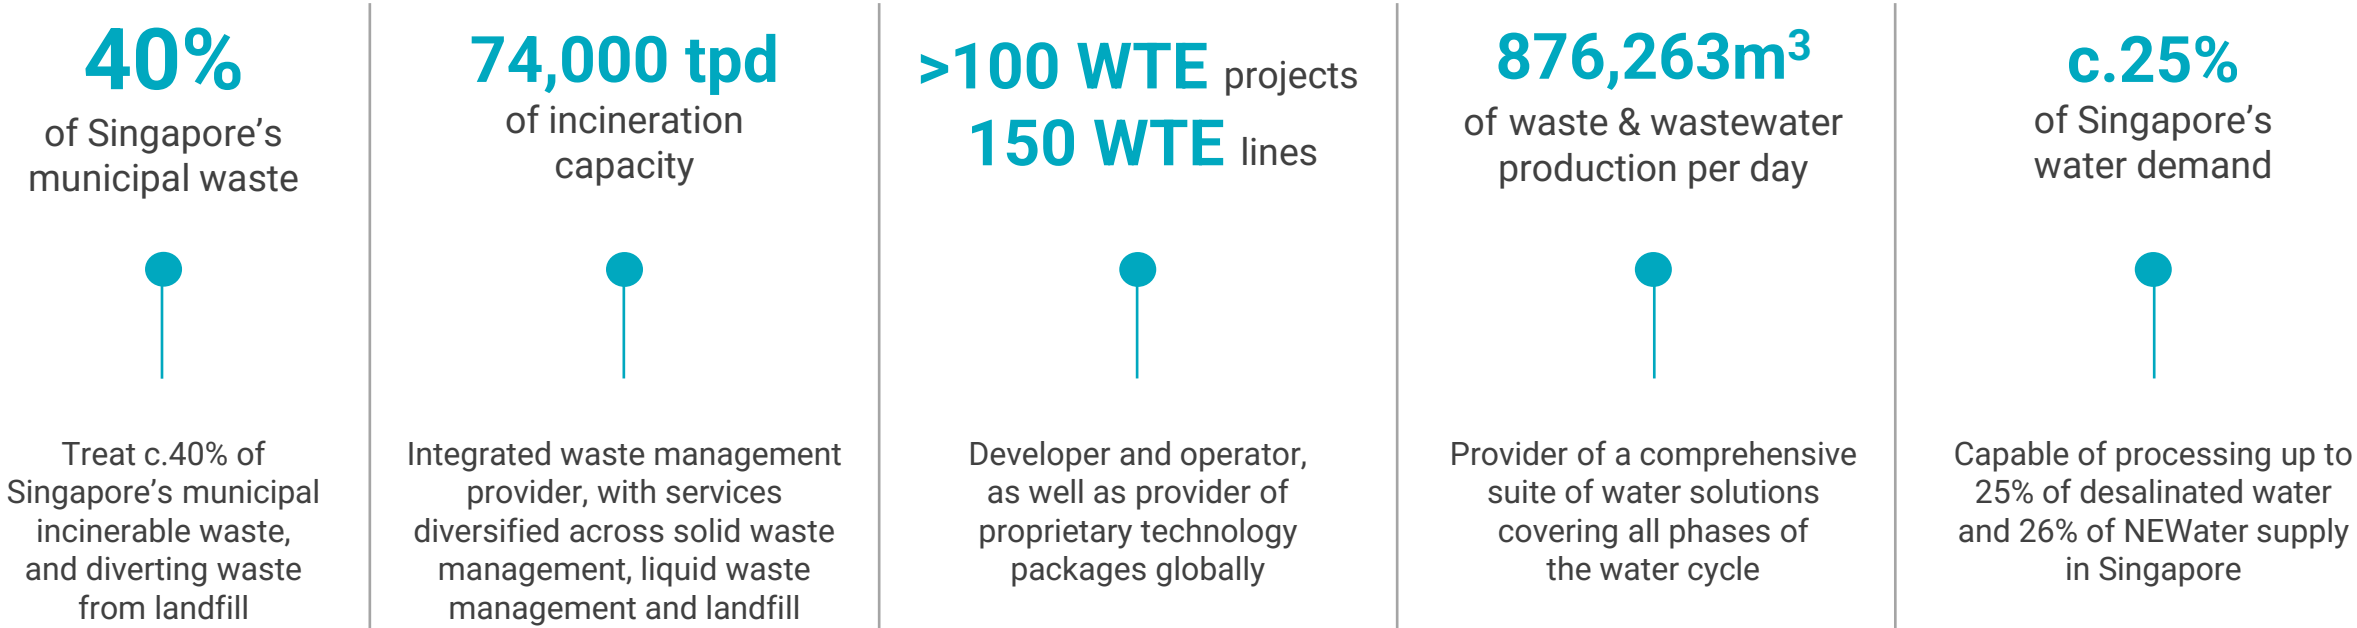 40%
of Singapore’s
municipal waste
Treat c.40% of
Singapore’s municipal
incinerable waste,
and diverting waste
from landfill
74,000 tpd
of incineration
capacity
Integrated waste management
provider, with services
diversified across solid waste
management, liquid waste
management and landfill
>100 WTE projects
150 WTE lines
Developer and operator,
as well as provider of
proprietary technology
packages globally
876,263m³
of waste & wastewater
production per day
Provider of a comprehensive
suite of water solutions
covering all phases of
the water cycle
c.25%
of Singapore’s
water demand
Capable of processing up to
25% of desalinated water
and 26% of NEWater supply
in Singapore